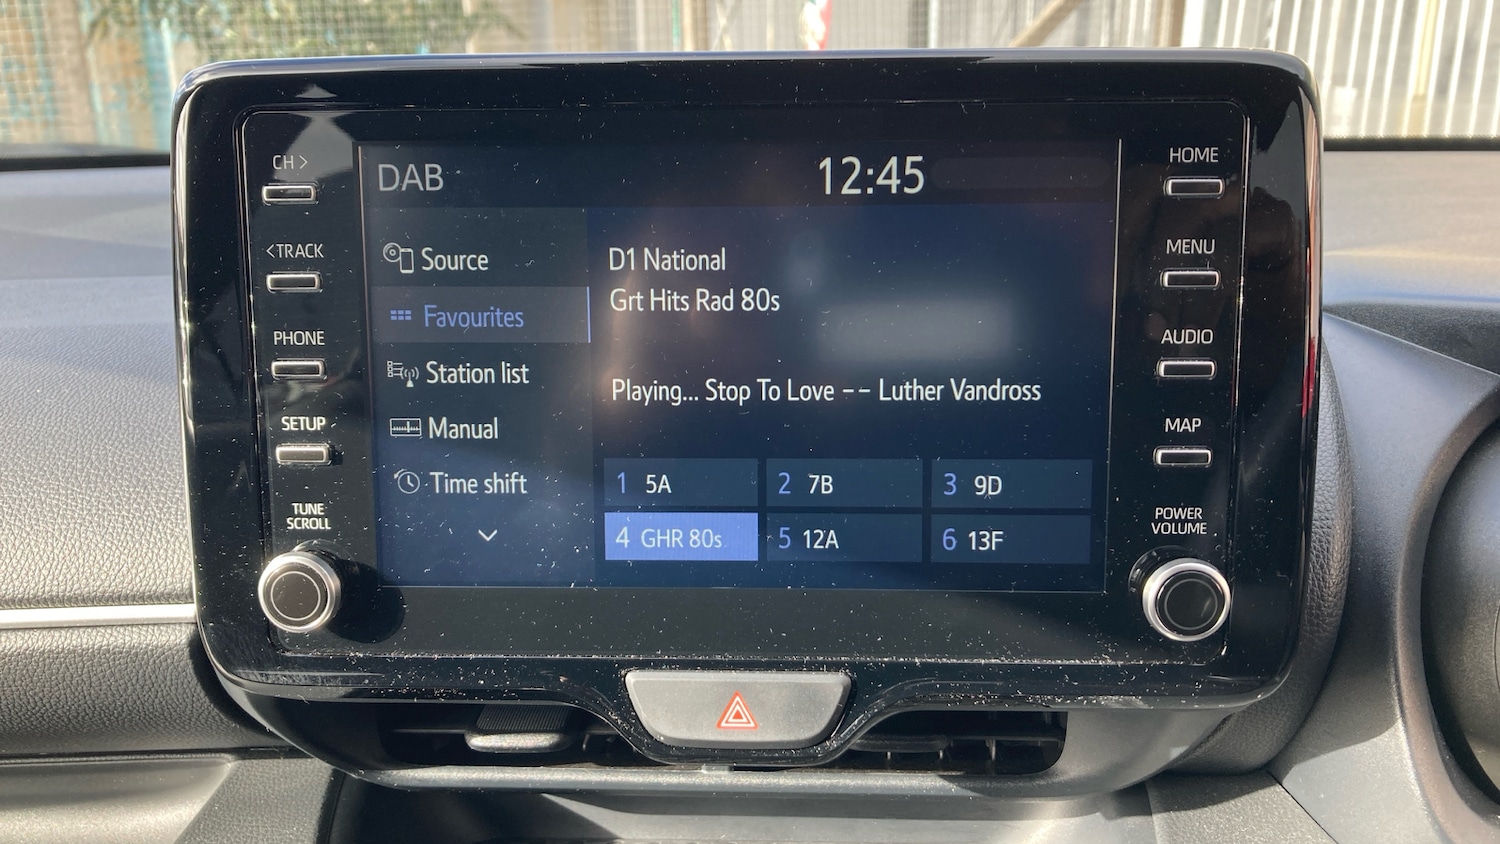 CH >
< TRACK
PHONE
SETUP
TUNE
SCROLL
DAB
12:45
Source
Favourites
Station list
Manual
Time shift
D1 National
Grt Hits Rad 80s
Playing... Stop To Love -- Luther Vandross
1 5A
2 7B
3 9D
4 GHR 80s
5 12A
6 13F
HOME
MENU
AUDIO
MAP
POWER
VOLUME